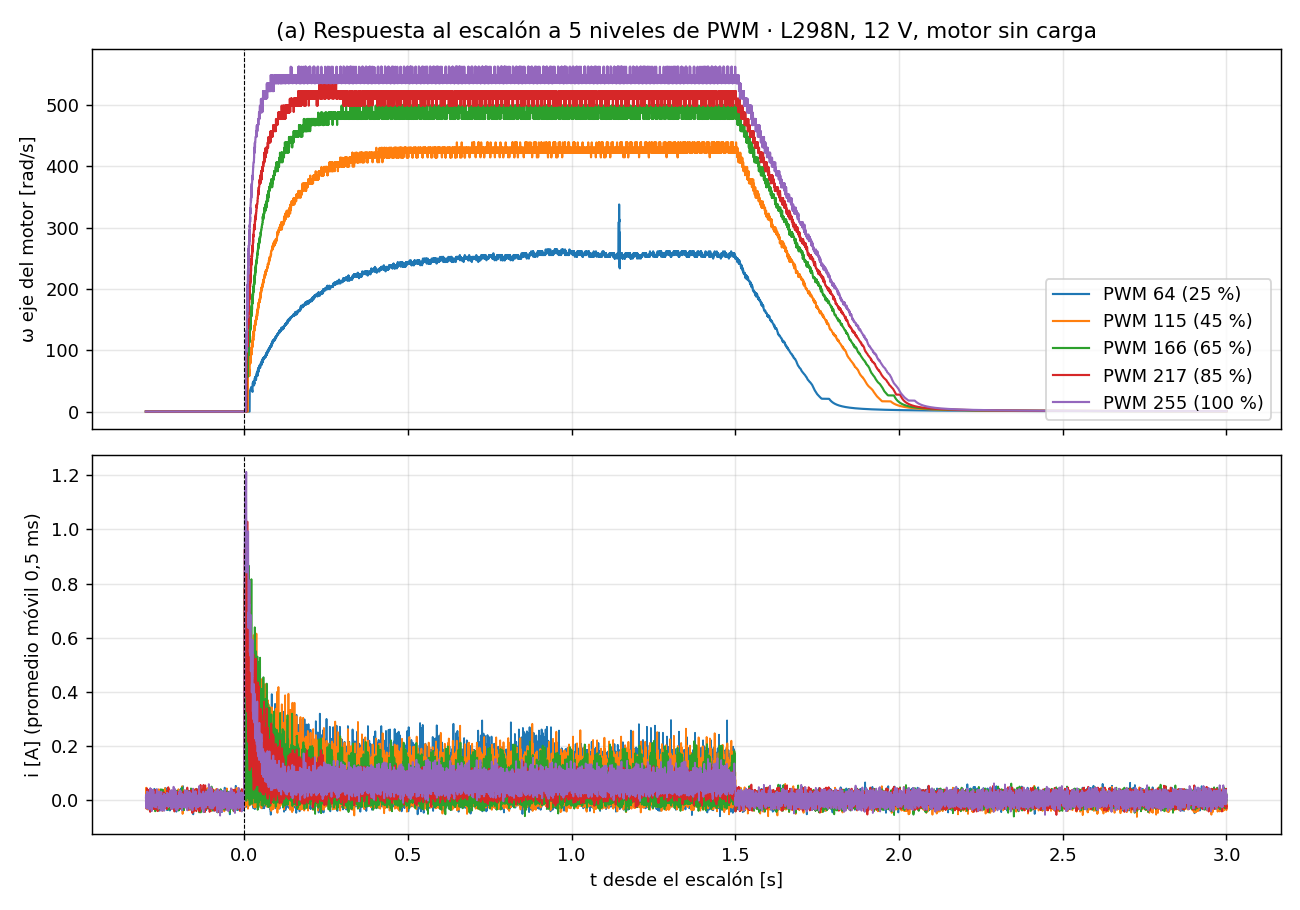 (a) Respuesta al escalón a 5 niveles de PWM · L298N, 12 V, motor sin carga
ω eje del motor [rad/s]
500
400
300
200
100
0
PWM 64 (25 %)
PWM 115 (45 %)
PWM 166 (65 %)
PWM 217 (85 %)
PWM 255 (100 %)
i [A] (promedio móvil 0,5 ms)
1.2
1.0
0.8
0.6
0.4
0.2
0.0
0.0 0.5 1.0 1.5 2.0 2.5 3.0
t desde el escalón [s]